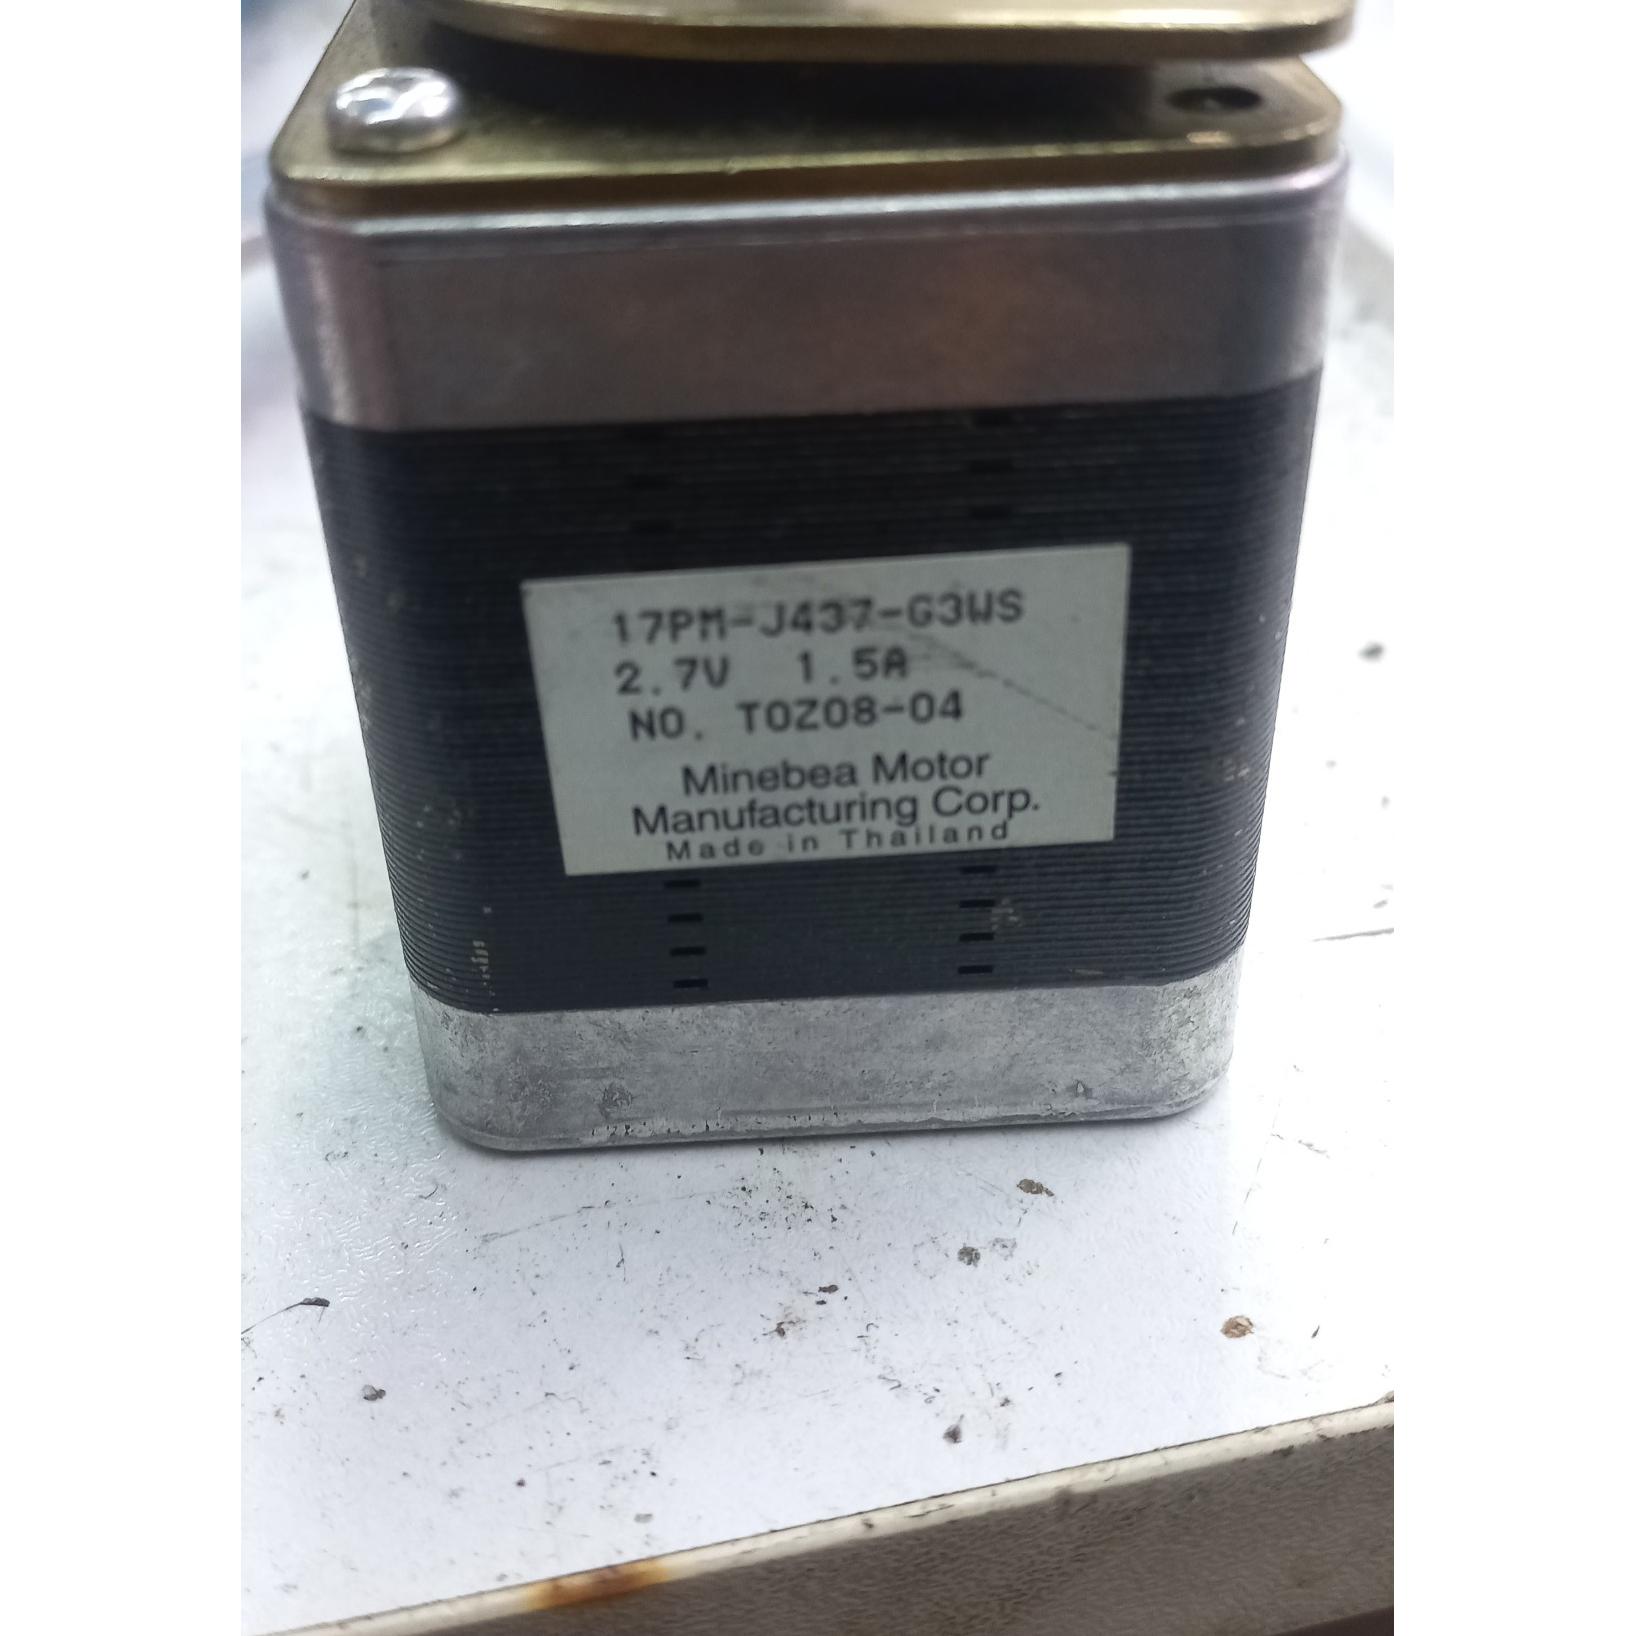 17PM-J437-G3WS
2.7V 1.5A
NO. T0Z08-04
Minebea Motor
Manufacturing Corp.
Made in Thailand